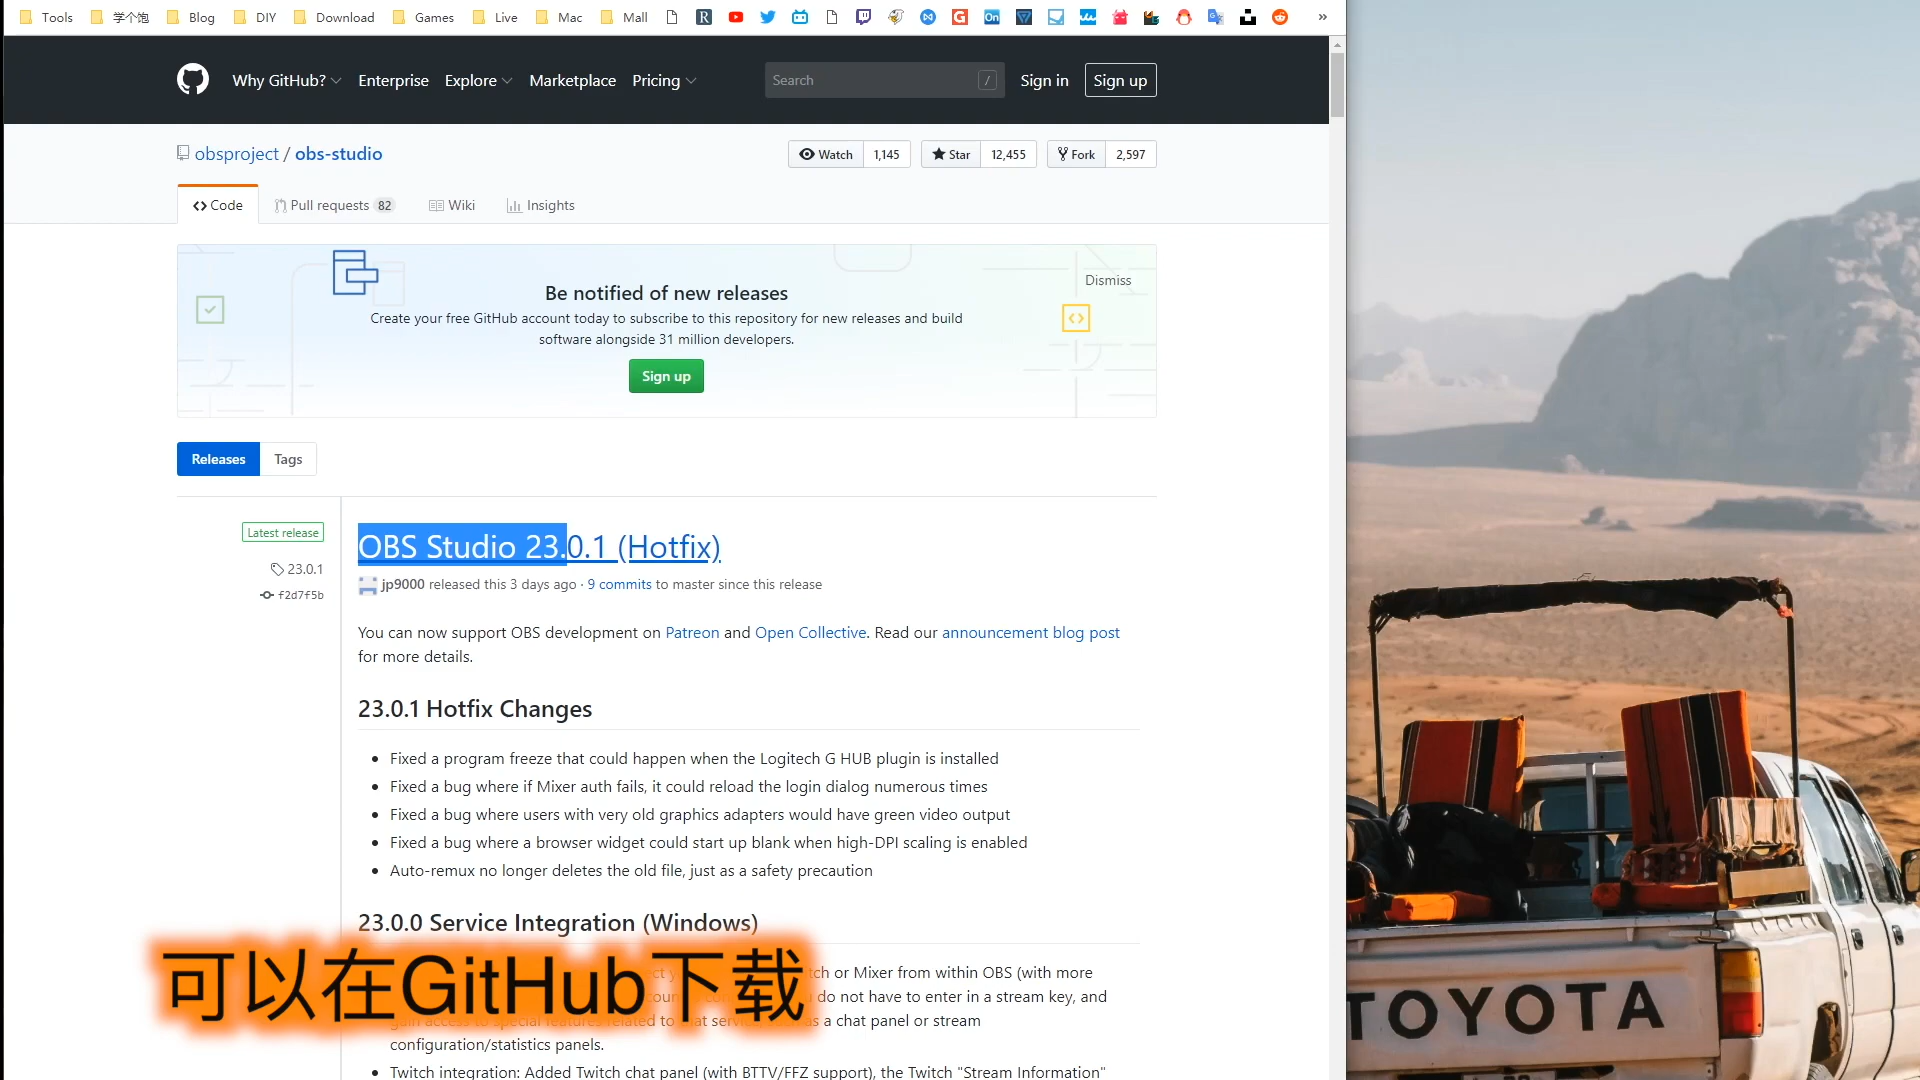 Tools 学个饱 Blog DIY Download Games Live Mac Mall
Why GitHub? Enterprise Explore Marketplace Pricing Search / Sign in Sign up
obsproject / obs-studio Watch 1,145 Star 12,455 Fork 2,597
Code Pull requests 82 Wiki Insights
Dismiss
Be notified of new releases
Create your free GitHub account today to subscribe to this repository for new releases and build
software alongside 31 million developers.
Sign up
Releases Tags
Latest release
23.0.1
f2d7f5b
OBS Studio 23.0.1 (Hotfix)
jp9000 released this 3 days ago · 9 commits to master since this release
You can now support OBS development on Patreon and Open Collective. Read our announcement blog post
for more details.
23.0.1 Hotfix Changes
Fixed a program freeze that could happen when the Logitech G HUB plugin is installed
Fixed a bug where if Mixer auth fails, it could reload the login dialog numerous times
Fixed a bug where users with very old graphics adapters would have green video output
Fixed a bug where a browser widget could start up blank when high-DPI scaling is enabled
Auto-remux no longer deletes the old file, just as a safety precaution
23.0.0 Service Integration (Windows)
or Mixer from within OBS (with more
do not have to enter in a stream key, and
gain access to special features related to that service, such as a chat panel or stream
configuration/statistics panels.
Twitch integration: Added Twitch chat panel (with BTTV/FFZ support), the Twitch "Stream Information"
可以在GitHub下载
TOYOTA